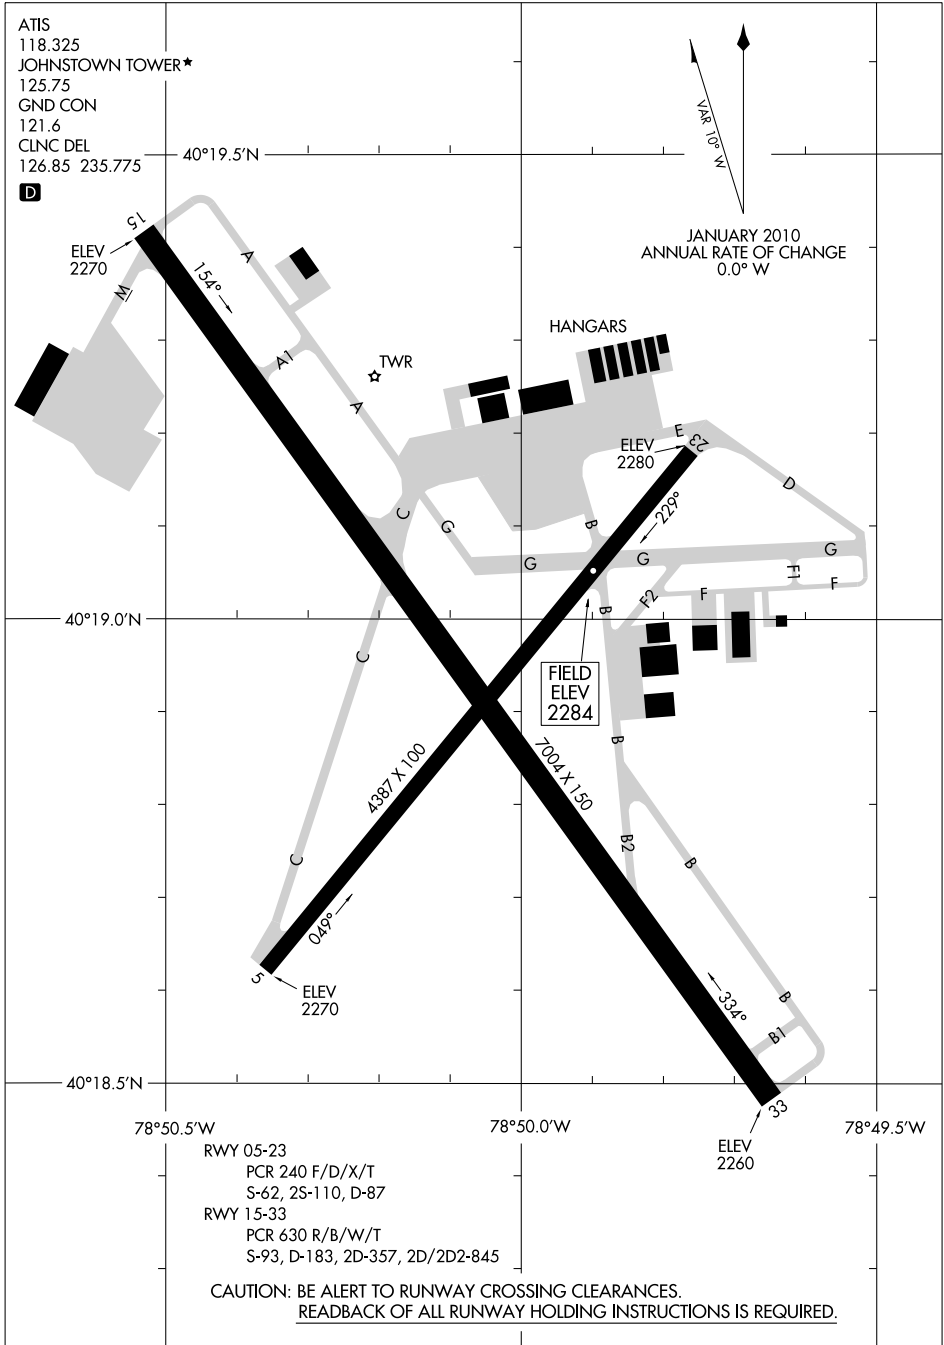 ATIS
118.325
JOHNSTOWN TOWER★
125.75
GND CON
121.6
CLNC DEL
126.85 235.775
D
40°19.5'N
VAR 10° W
JANUARY 2010
ANNUAL RATE OF CHANGE
0.0° W
15
ELEV
2270
A
154°
W
HANGARS
A1
TWR
A
E
23
ELEV
2280
D
C
229°
G
B
G
G
G
F1
F
F2
F
B
40°19.0'N
C
FIELD
ELEV
2284
B
7004 X 150
4387 X 100
B2
B
C
049°
5
ELEV
2270
334°
B
B1
40°18.5'N
33
78°50.5'W
78°50.0'W
78°49.5'W
ELEV
2260
RWY 05-23
PCR 240 F/D/X/T
S-62, 2S-110, D-87
RWY 15-33
PCR 630 R/B/W/T
S-93, D-183, 2D-357, 2D/2D2-845
CAUTION: BE ALERT TO RUNWAY CROSSING CLEARANCES.
READBACK OF ALL RUNWAY HOLDING INSTRUCTIONS IS REQUIRED.